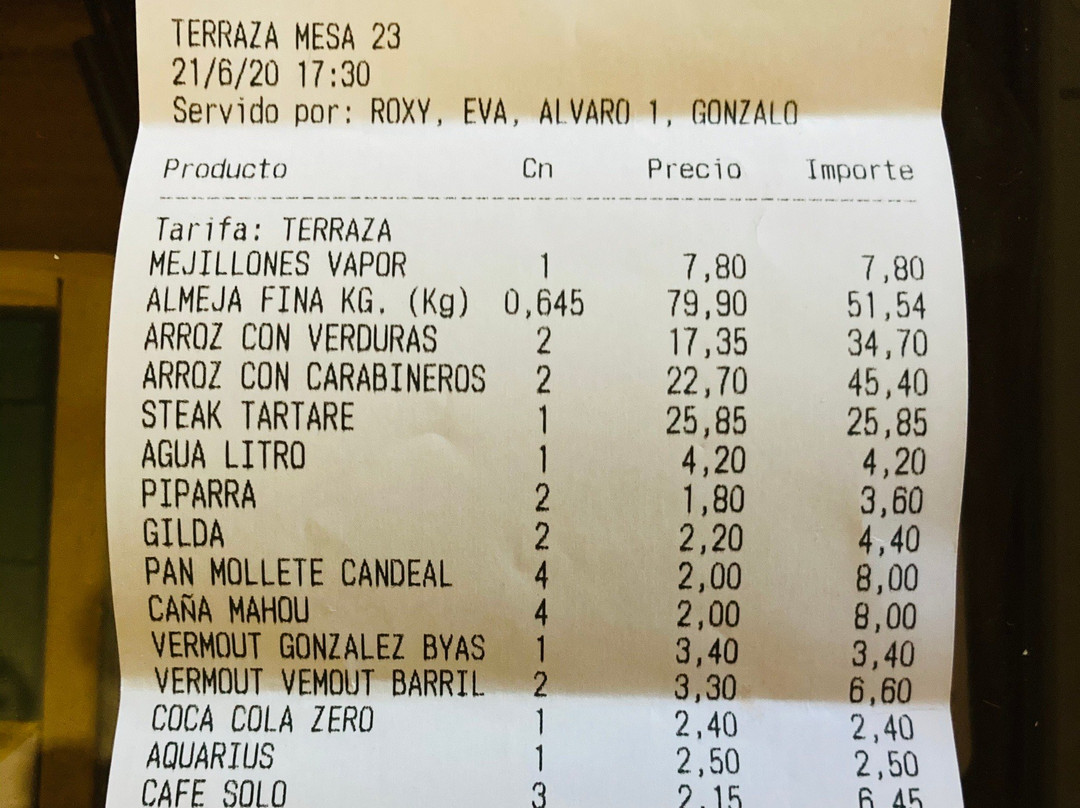 TERRAZA MESA 23
21/6/20 17:30
Servido por: ROXY, EVA, ALVARO 1, GONZALO
Producto Cn Precio Importe
Tarifa: TERRAZA
MEJILLONES VAPOR 1 7,80 7,80
ALMEJA FINA KG. (Kg) 0,645 79,90 51,54
ARROZ CON VERDURAS 2 17,35 34,70
ARROZ CON CARABINEROS 2 22,70 45,40
STEAK TARTARE 1 25,85 25,85
AGUA LITRO 1 4,20 4,20
PIPARRA 2 1,80 3,60
GILDA 2 2,20 4,40
PAN MOLLETE CANDEAL 4 2,00 8,00
CAÑA MAHOU 4 2,00 8,00
VERMOUT GONZALEZ BYAS 1 3,40 3,40
VERMOUT VEMOUT BARRIL 2 3,30 6,60
COCA COLA ZERO 1 2,40 2,40
AQUARIUS 1 2,50 2,50
CAFE SOLO 3 2,15 6,45